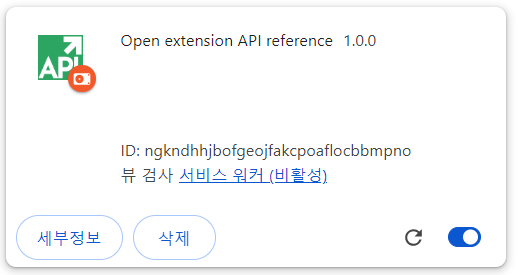 Open extension API reference 1.0.0
API
ID: ngkndhhjbofgeojfakcpoaflocbbmpno
뷰 검사 서비스 워커 (비활성)
세부정보 삭제